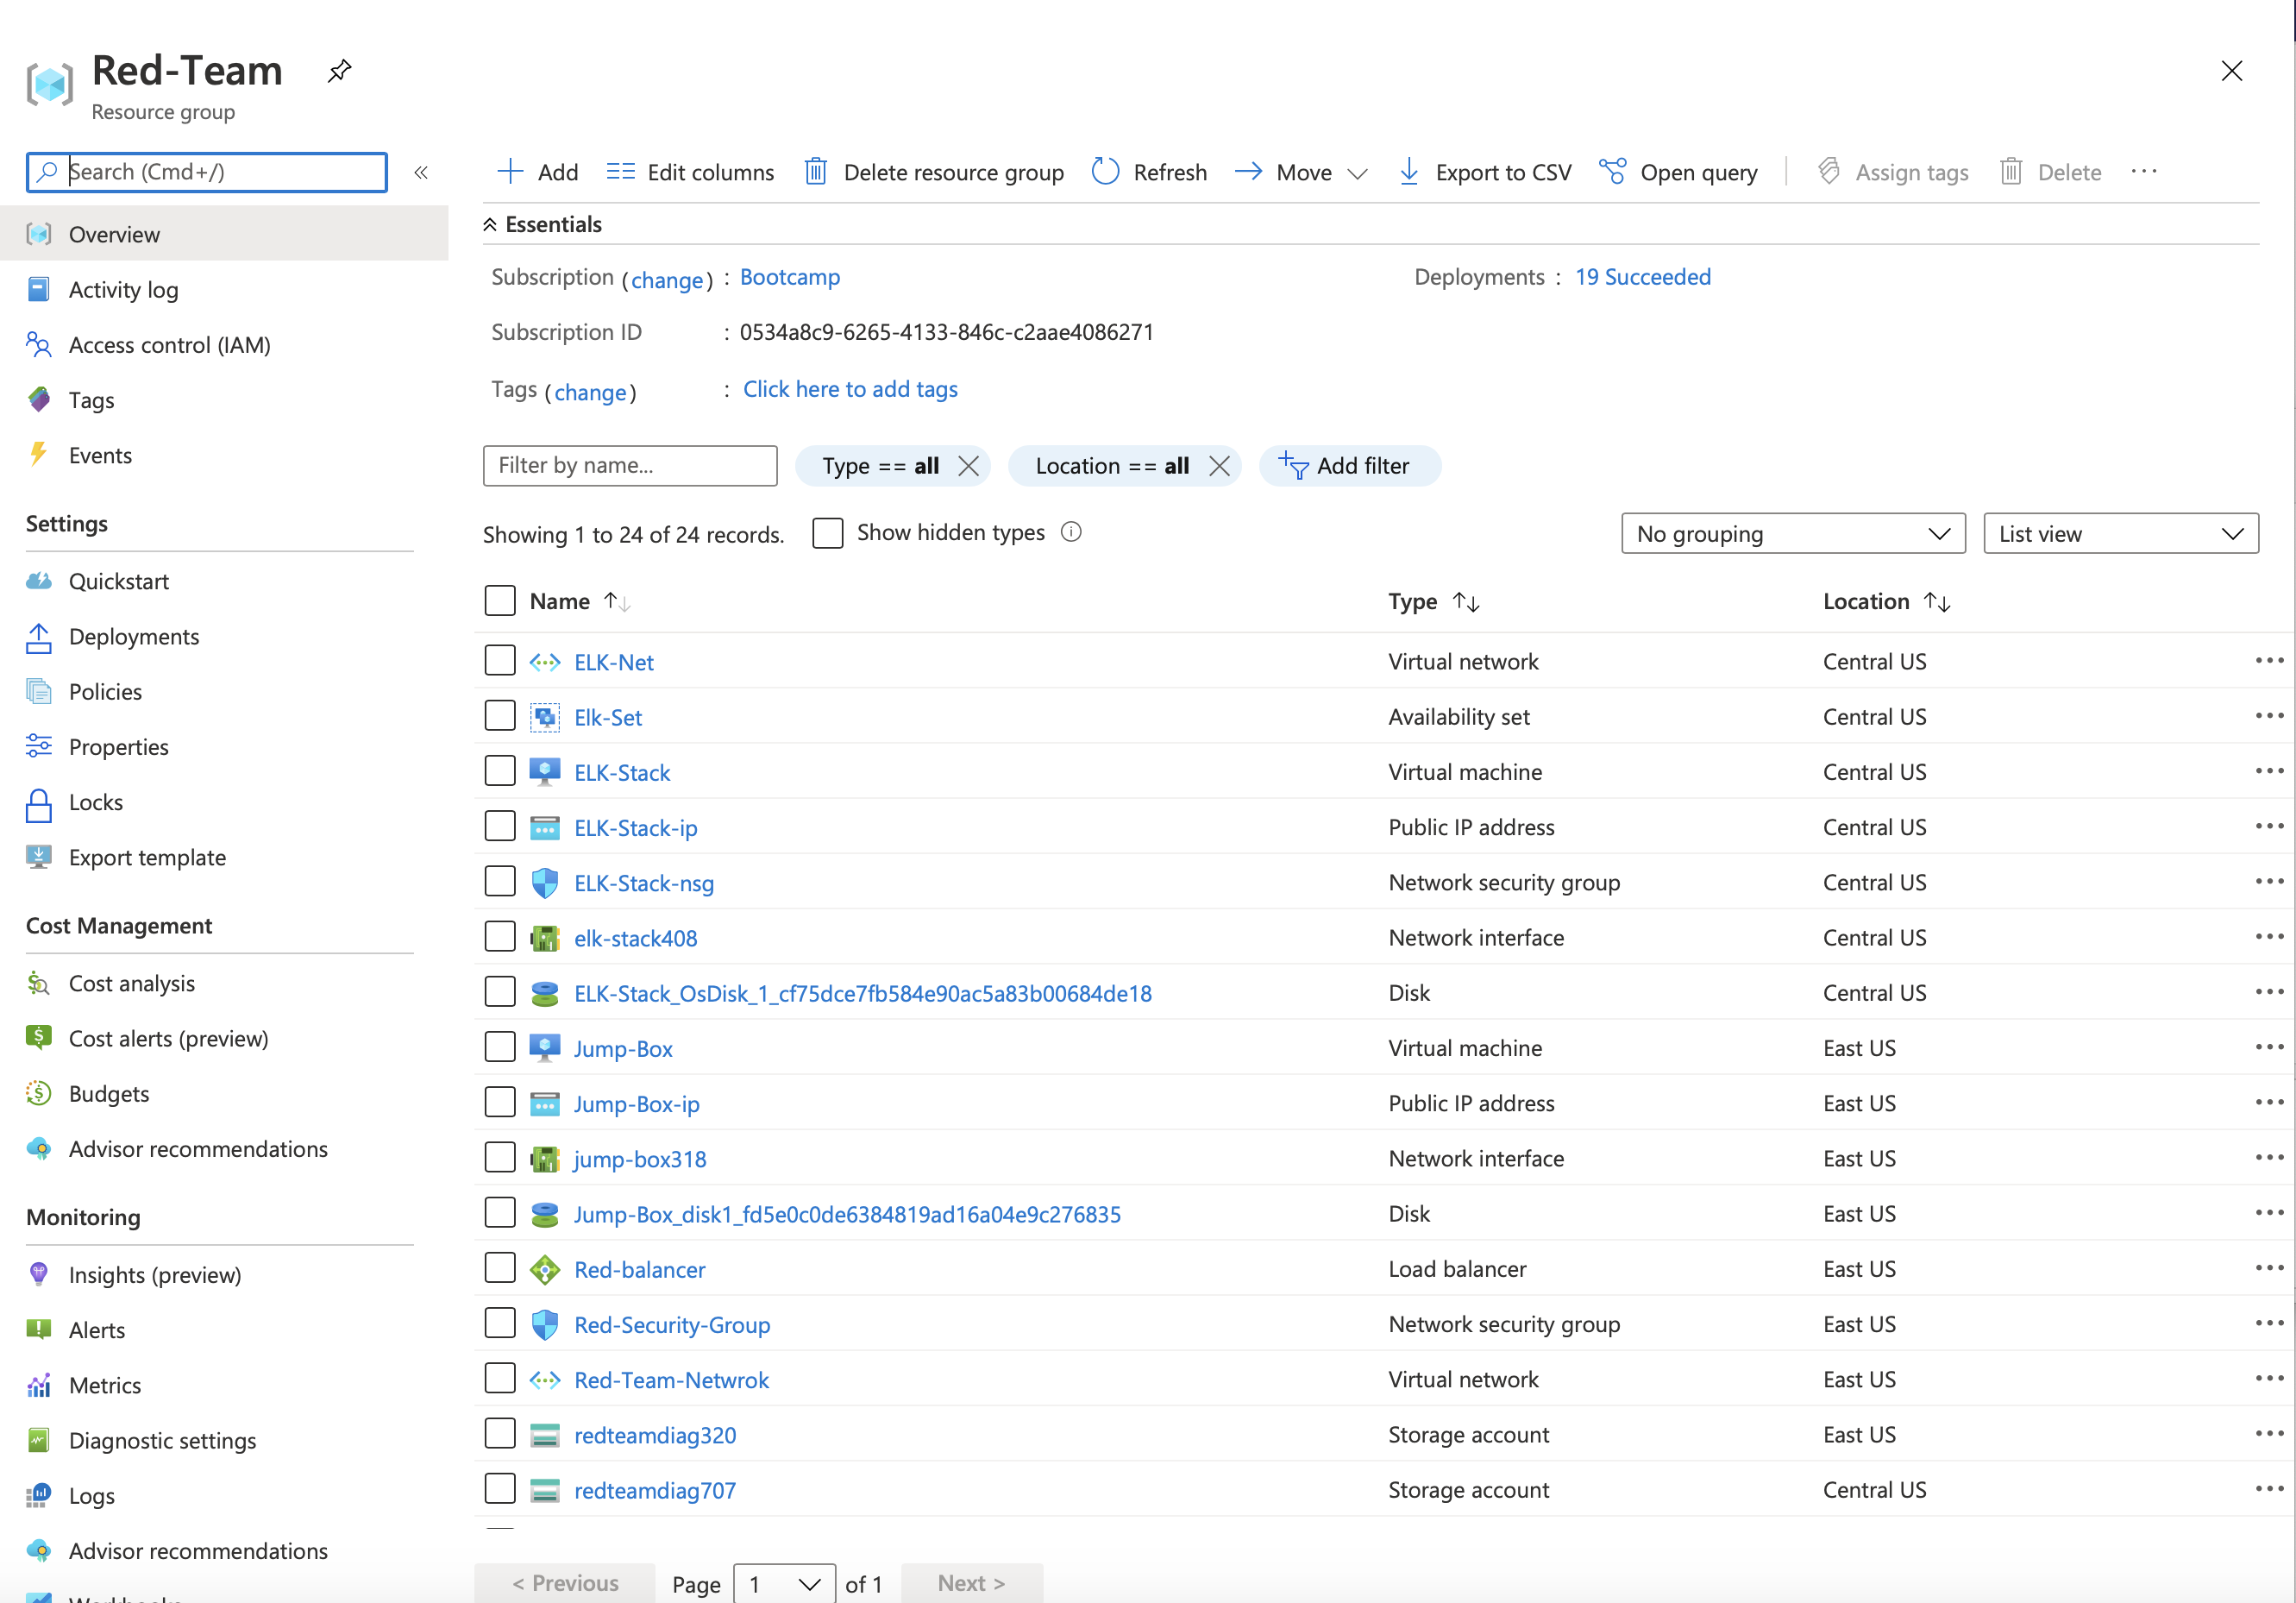 Red-Team
Resource group
Search (Cmd+/)
«
Overview
Activity log
Access control (IAM)
Tags
Events
Settings
Quickstart
Deployments
Policies
Properties
Locks
Export template
Cost Management
Cost analysis
Cost alerts (preview)
Budgets
Advisor recommendations
Monitoring
Insights (preview)
Alerts
Metrics
Diagnostic settings
Logs
Advisor recommendations
Add Edit columns Delete resource group Refresh Move Export to CSV Open query Assign tags Delete ...
Essentials
Subscription (change) : Bootcamp Deployments : 19 Succeeded
Subscription ID : 0534a8c9-6265-4133-846c-c2aae4086271
Tags (change) : Click here to add tags
Filter by name... Type == all Location == all Add filter
Showing 1 to 24 of 24 records. Show hidden types No grouping List view
Name Type Location
ELK-Net Virtual network Central US
Elk-Set Availability set Central US
ELK-Stack Virtual machine Central US
ELK-Stack-ip Public IP address Central US
ELK-Stack-nsg Network security group Central US
elk-stack408 Network interface Central US
ELK-Stack_OsDisk_1_cf75dce7fb584e90ac5a83b00684de18 Disk Central US
Jump-Box Virtual machine East US
Jump-Box-ip Public IP address East US
jump-box318 Network interface East US
Jump-Box_disk1_fd5e0c0de6384819ad16a04e9c276835 Disk East US
Red-balancer Load balancer East US
Red-Security-Group Network security group East US
Red-Team-Netwrok Virtual network East US
redteamdiag320 Storage account East US
redteamdiag707 Storage account Central US
< Previous Page 1 of 1 Next >